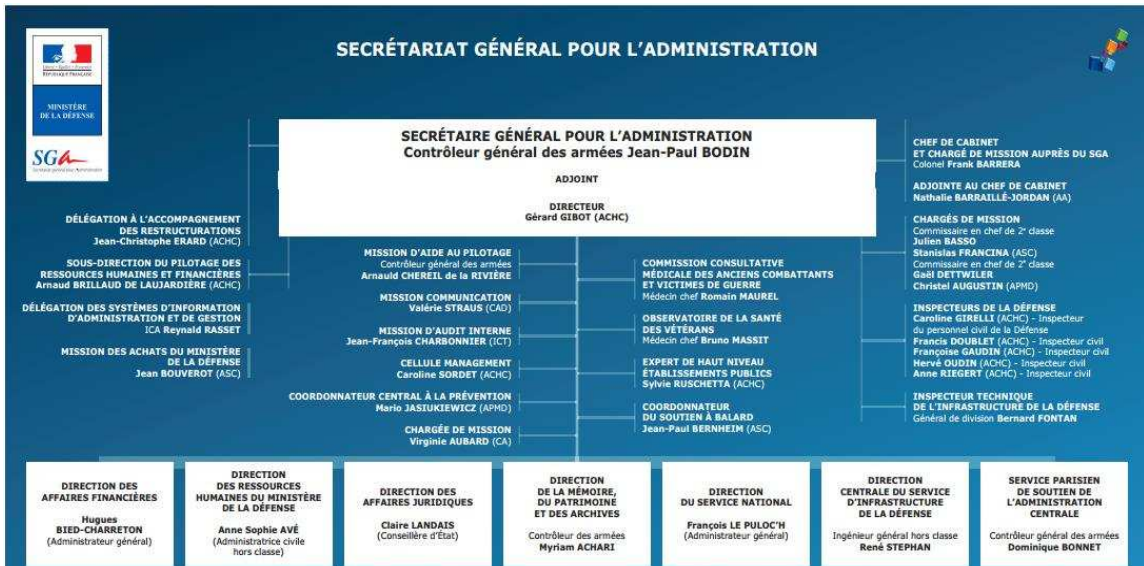 SECRÉTARIAT GÉNÉRAL POUR L'ADMINISTRATION
RÉPUBLIQUE FRANÇAISE
MINISTÈRE
DE LA DÉFENSE
SGA
SECRÉTAIRE GÉNÉRAL POUR L'ADMINISTRATION
Contrôleur général des armées Jean-Paul BODIN
ADJOINT
DIRECTEUR
Gérard GIBOT (ACHC)
DÉLÉGATION À L'ACCOMPAGNEMENT
DES RESTRUCTURATIONS
Jean-Christophe ERARD (ACHC)
SOUS-DIRECTION DU PILOTAGE DES
RESSOURCES HUMAINES ET FINANCIÈRES
Arnaud BRILLAUD DE LAUJARDIÈRE (ACHC)
DÉLÉGATION DES SYSTÈMES D'INFORMATION
D'ADMINISTRATION ET DE GESTION
ICA Reynald RASSET
MISSION DES ACHATS DU MINISTÈRE
DE LA DÉFENSE
Jean BOUVEROT (ASC)
MISSION D'AIDE AU PILOTAGE
Contrôleur général des armées
Arnauld CHEREIL de la RIVIÈRE
MISSION COMMUNICATION
Valérie STRAUS (CAD)
MISSION D'AUDIT INTERNE
Jean-François CHARBONNIER (ICT)
CELLULE MANAGEMENT
Caroline SORDET (ACHC)
COORDONNATEUR CENTRAL À LA PRÉVENTION
Mario JASIUKIEWICZ (APMD)
CHARGÉE DE MISSION
Virginie AUBARD (CA)
COMMISSION CONSULTATIVE
MÉDICALE DES ANCIENS COMBATTANTS
ET VICTIMES DE GUERRE
Médecin chef Romain MAUREL
OBSERVATOIRE DE LA SANTÉ
DES VÉTÉRANS
Médecin chef Bruno MASSIT
EXPERT DE HAUT NIVEAU
ÉTABLISSEMENTS PUBLICS
Sylvie RUSCHETTA (ACHC)
COORDONNATEUR
DU SOUTIEN À BALARD
Jean-Paul BERNHEIM (ASC)
CHEF DE CABINET
ET CHARGÉ DE MISSION AUPRÈS DU SGA
Colonel Frank BARRERA
ADJOINTE AU CHEF DE CABINET
Nathalie BARRAILLÉ-JORDAN (AA)
CHARGÉS DE MISSION
Commissaire en chef de 2e classe
Julien BASSO
Stanislas FRANCINA (ASC)
Commissaire en chef de 2e classe
Gaël DETTWILER
Christel AUGUSTIN (APMD)
INSPECTEURS DE LA DÉFENSE
Caroline GIRELLI (ACHC) - Inspecteur
du personnel civil de la Défense
Francis DOUBLET (ACHC) - Inspecteur civil
Françoise GAUDIN (ACHC) - Inspecteur civil
Hervé OUDIN (ACHC) - Inspecteur civil
Anne RIEGERT (ACHC) - Inspecteur civil
INSPECTEUR TECHNIQUE
DE L'INFRASTRUCTURE DE LA DÉFENSE
Général de division Bernard FONTAN
DIRECTION DES
AFFAIRES FINANCIÈRES
Hugues
BIED-CHARRETON
(Administrateur général)
DIRECTION
DES RESSOURCES
HUMAINES DU MINISTÈRE
DE LA DÉFENSE
Anne Sophie AVÉ
(Administratrice civile
hors classe)
DIRECTION DES
AFFAIRES JURIDIQUES
Claire LANDAIS
(Conseillère d'État)
DIRECTION
DE LA MÉMOIRE,
DU PATRIMOINE
ET DES ARCHIVES
Contrôleur des armées
Myriam ACHARI
DIRECTION
DU SERVICE NATIONAL
François LE PULOC'H
(Administrateur général)
DIRECTION
CENTRALE DU SERVICE
D'INFRASTRUCTURE
DE LA DÉFENSE
Ingénieur général hors classe
René STEPHAN
SERVICE PARISIEN
DE SOUTIEN DE
L'ADMINISTRATION
CENTRALE
Contrôleur général des armées
Dominique BONNET